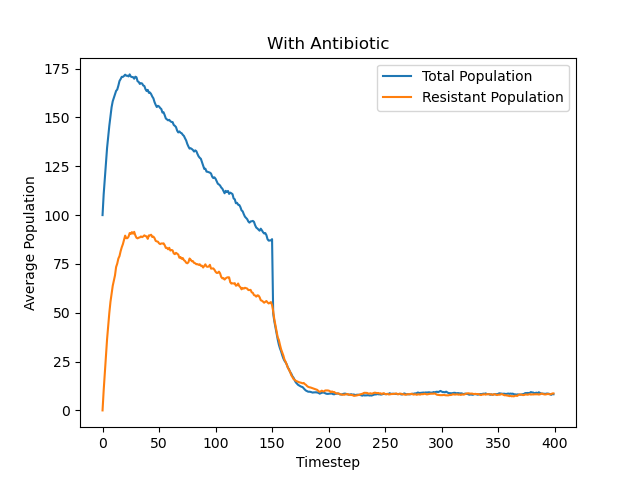 With Antibiotic
Total Population
Resistant Population
Average Population
175
150
125
100
75
50
25
0
0 50 100 150 200 250 300 350 400
Timestep